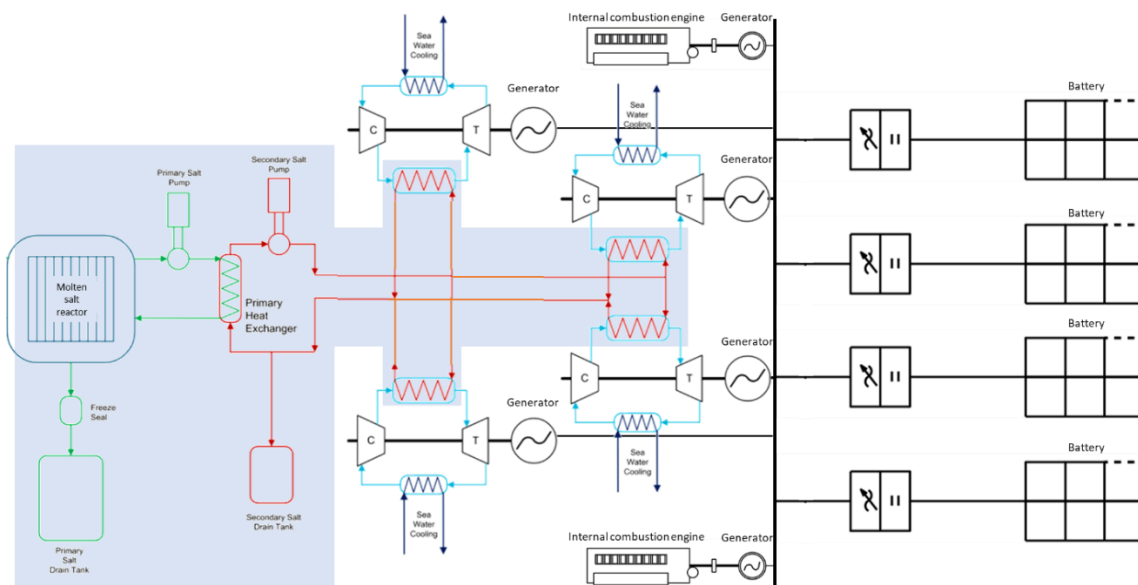 Internal combustion engine
Generator
Sea
Water
Cooling
Generator
C
T
Sea
Water
Cooling
Generator
C
T
Battery
Battery
Battery
Battery
Primary Salt
Pump
Secondary Salt
Pump
Molten
salt
reactor
Primary
Heat
Exchanger
Freeze
Seal
Primary
Salt
Drain Tank
Secondary Salt
Drain Tank
Generator
C
T
Sea
Water
Cooling
Generator
C
T
Sea
Water
Cooling
Internal combustion engine
Generator